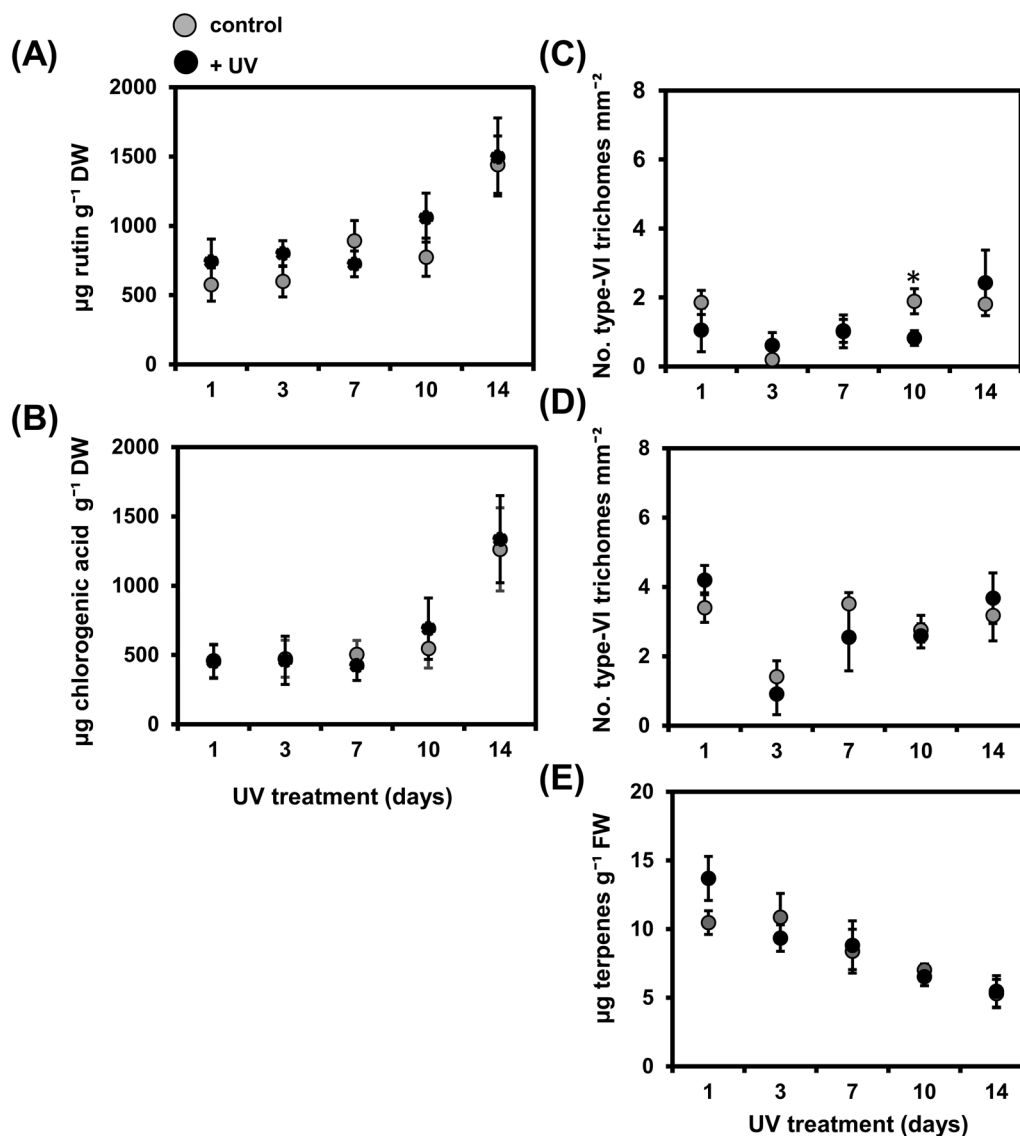 control
+ UV
(A)
µg rutin g⁻¹ DW
2000
1500
1000
500
0
1 3 7 10 14
(B)
µg chlorogenic acid g⁻¹ DW
2000
1500
1000
500
0
1 3 7 10 14
UV treatment (days)
(C)
No. type-VI trichomes mm⁻²
8
6
4
2
0
*
1 3 7 10 14
(D)
No. type-VI trichomes mm⁻²
8
6
4
2
0
1 3 7 10 14
(E)
µg terpenes g⁻¹ FW
20
15
10
5
0
1 3 7 10 14
UV treatment (days)